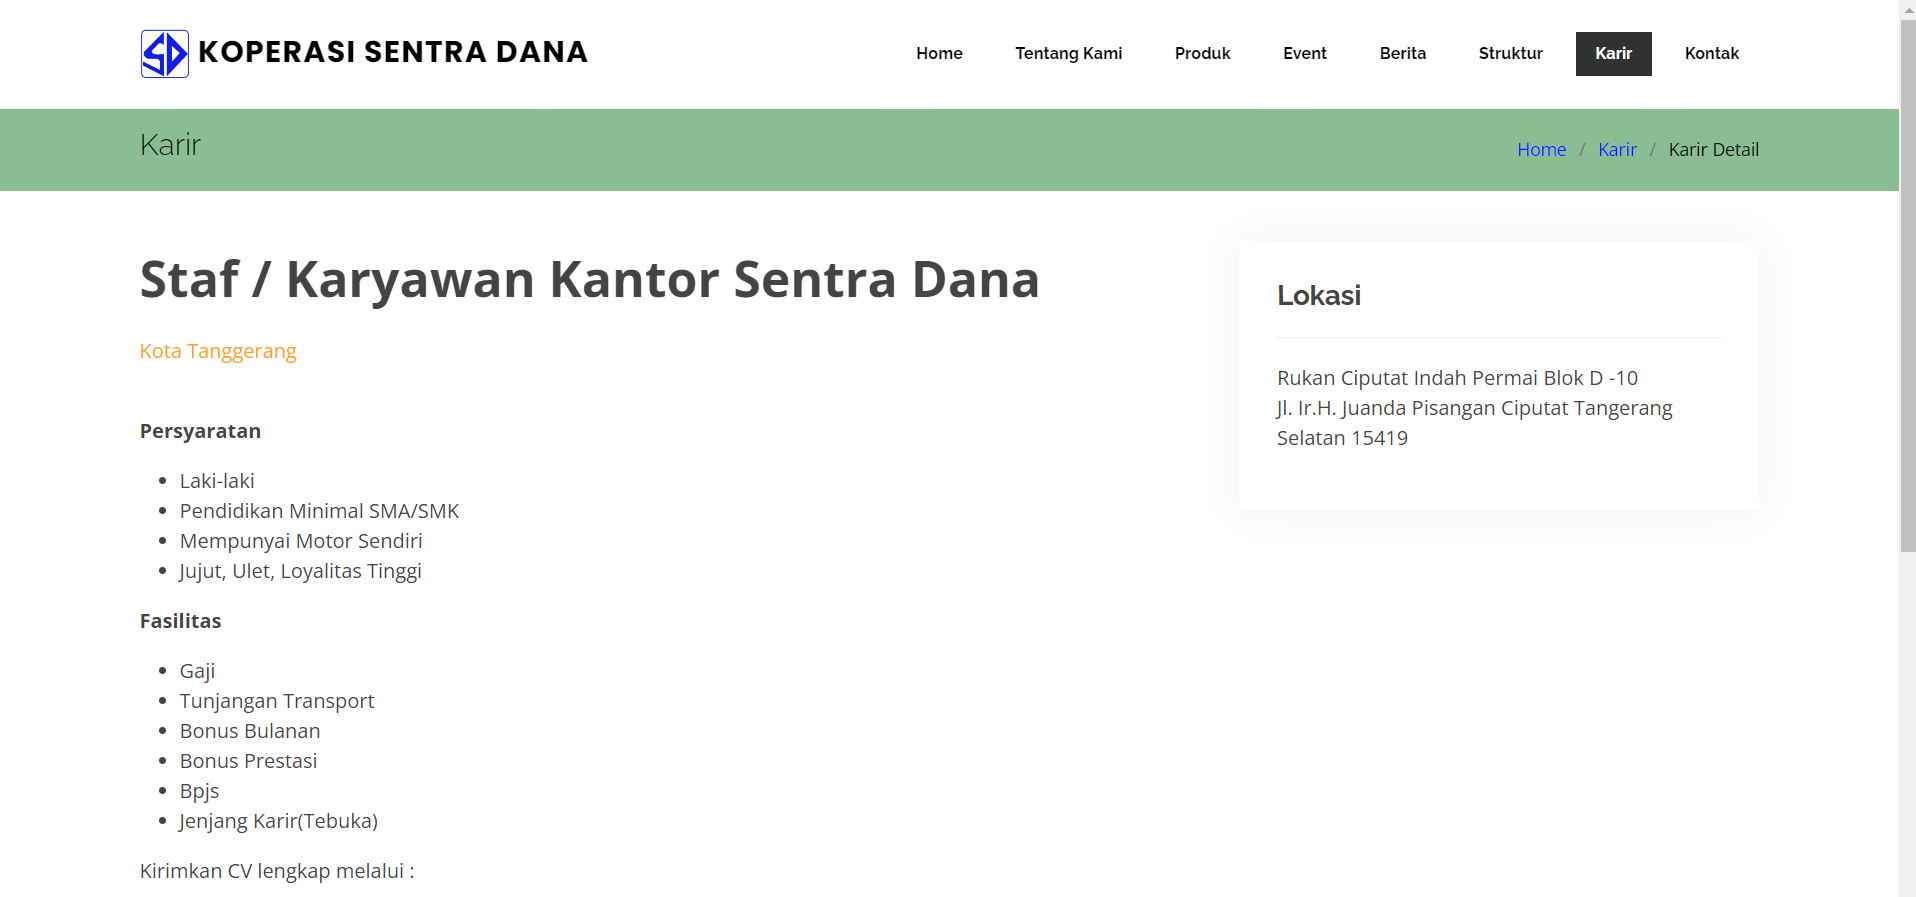 SD KOPERASI SENTRA DANA
Home Tentang Kami Produk Event Berita Struktur Karir Kontak
Karir
Home / Karir / Karir Detail
Staf / Karyawan Kantor Sentra Dana
Kota Tanggerang
Persyaratan
Laki-laki
Pendidikan Minimal SMA/SMK
Mempunyai Motor Sendiri
Jujut, Ulet, Loyalitas Tinggi
Fasilitas
Gaji
Tunjangan Transport
Bonus Bulanan
Bonus Prestasi
Bpjs
Jenjang Karir(Tebuka)
Kirimkan CV lengkap melalui :
Lokasi
Rukan Ciputat Indah Permai Blok D -10
Jl. Ir.H. Juanda Pisangan Ciputat Tangerang
Selatan 15419